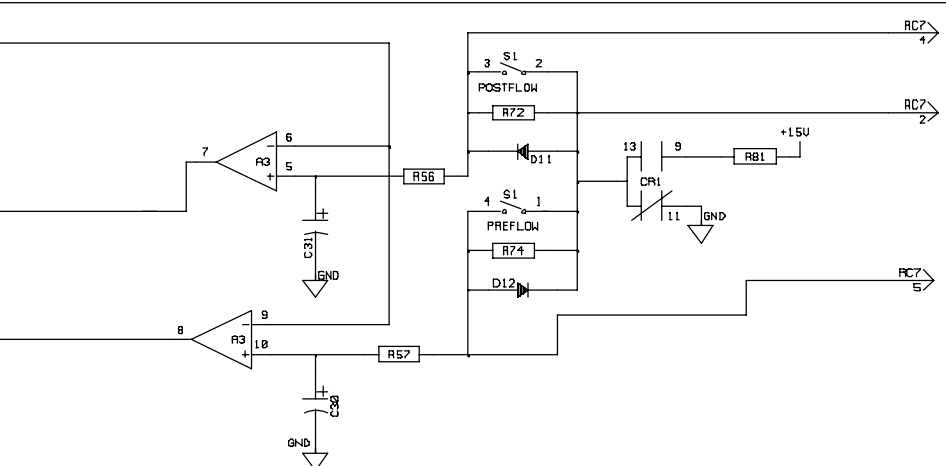 RC7
4
S1
3 2
POSTFLOW
RC7
2
R72
+15V
6
7
A3
5
D11
13 9
R81
R56
CR1
S1
4 1
11
GND
PREFLOW
C31
R74
GND
RC7
5
D12
9
8
A3
10
R57
C30
GND